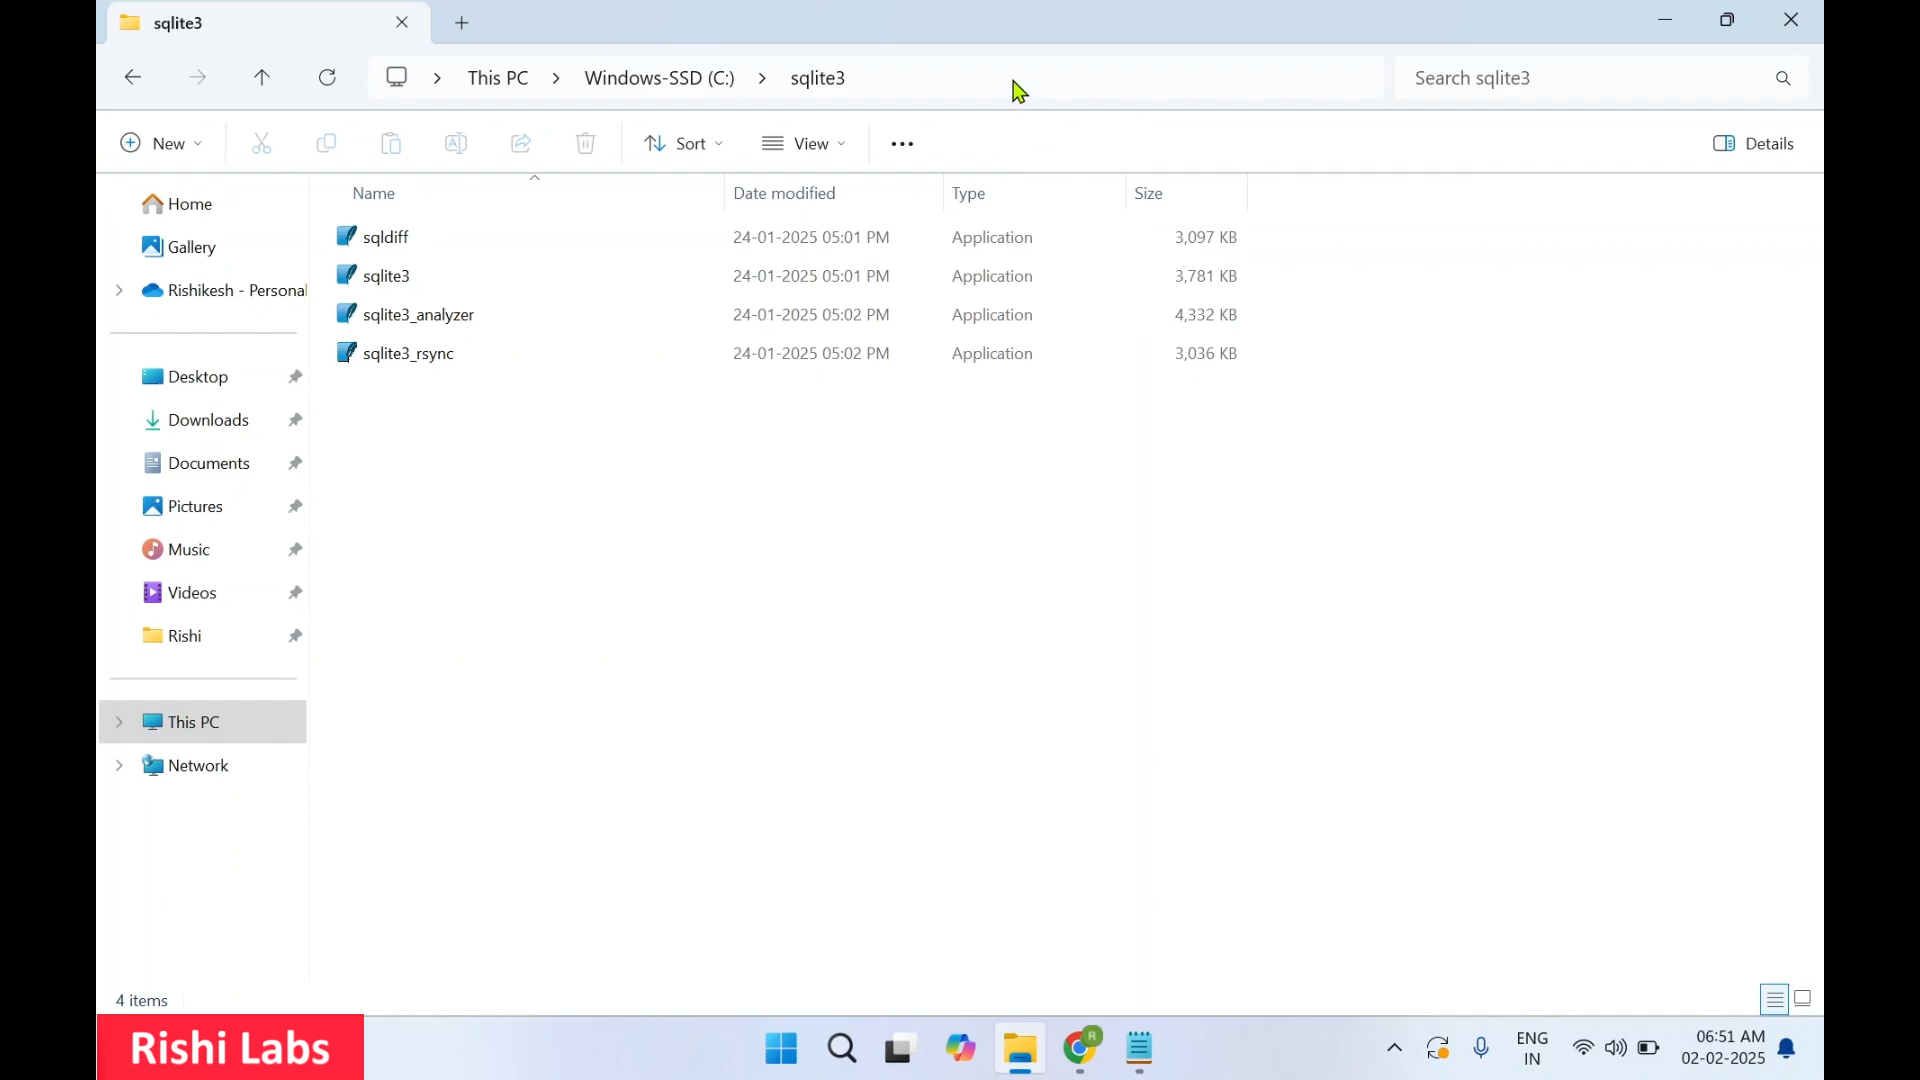 sqlite3
This PC > Windows-SSD (C:) > sqlite3
Search sqlite3
New
Sort
View
Details
Name Date modified Type Size
sqldiff 24-01-2025 05:01 PM Application 3,097 KB
sqlite3 24-01-2025 05:01 PM Application 3,781 KB
sqlite3_analyzer 24-01-2025 05:02 PM Application 4,332 KB
sqlite3_rsync 24-01-2025 05:02 PM Application 3,036 KB
Home
Gallery
Rishikesh - Personal
Desktop
Downloads
Documents
Pictures
Music
Videos
Rishi
This PC
Network
4 items
Rishi Labs
R
ENG
IN
06:51 AM
02-02-2025